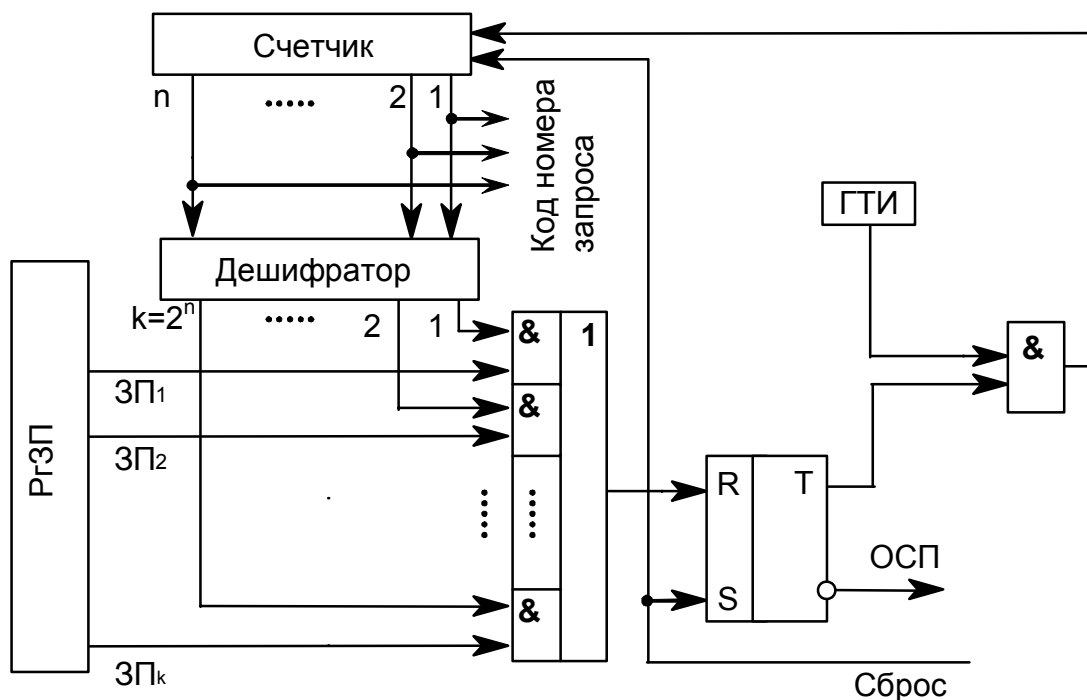 Счетчик
n
.....
2
1
Код номера
запроса
ГТИ
Дешифратор
k=2ⁿ
.....
2
1
&
1
&
ЗП₁
&
ЗП₂
РгЗП
R
T
ОСП
S
&
ЗПₖ
Сброс